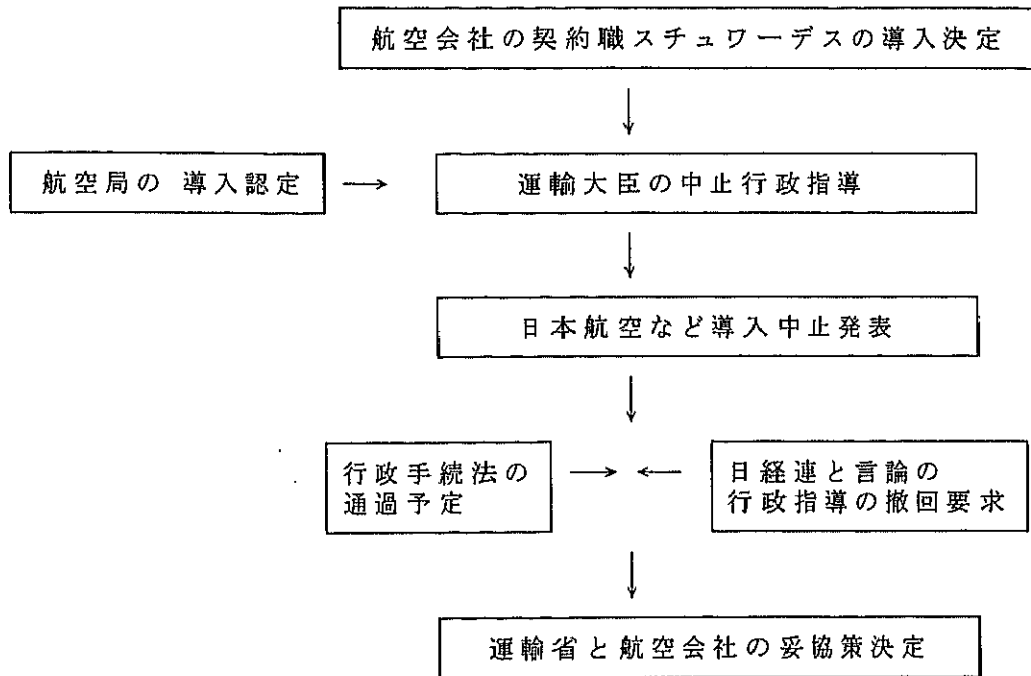 航空会社の契約職スチュワーデスの導入決定
↓
航空局の 導入認定 → 運輸大臣の中止行政指導
↓
日本航空など導入中止発表
↓
行政手続法の
通過予定
→ ←
日経連と言論の
行政指導の撤回要求
↓
運輸省と航空会社の妥協策決定